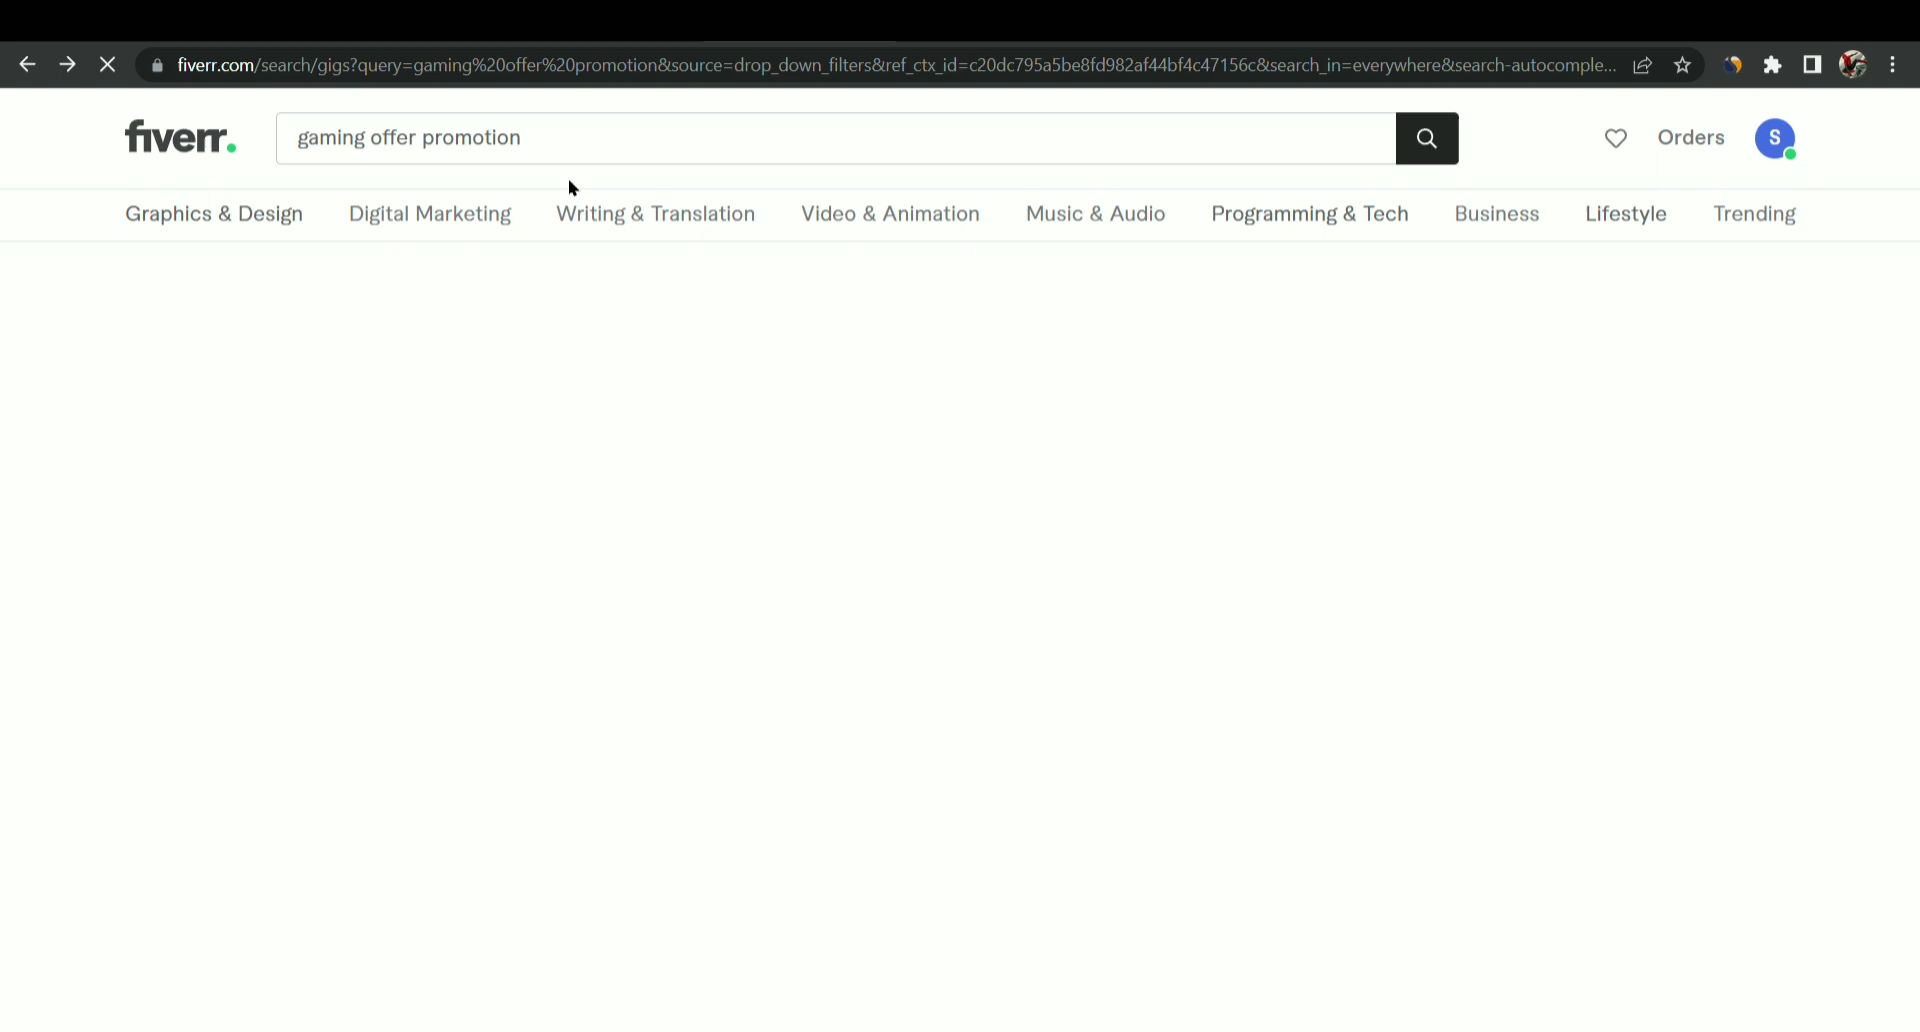 fiverr.com/search/gigs?query=gaming%20offer%20promotion&source=drop_down_filters&ref_ctx_id=c20dc795a5be8fd982af44bf4c47156c&search_in=everywhere&search-autocomple...
fiverr.
gaming offer promotion
Orders
S
Graphics & Design
Digital Marketing
Writing & Translation
Video & Animation
Music & Audio
Programming & Tech
Business
Lifestyle
Trending